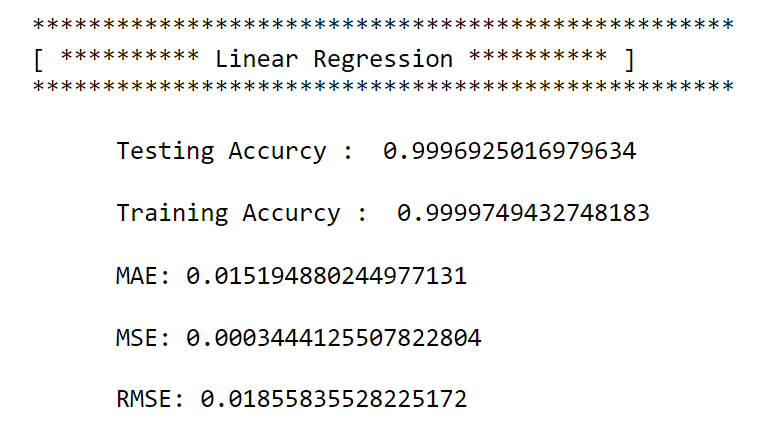 **************************************************
[ ********** Linear Regression ********** ]
**************************************************
Testing Accurcy :  0.9996925016979634
Training Accurcy :  0.9999749432748183
MAE: 0.015194880244977131
MSE: 0.0003444125507822804
RMSE: 0.01855835528225172